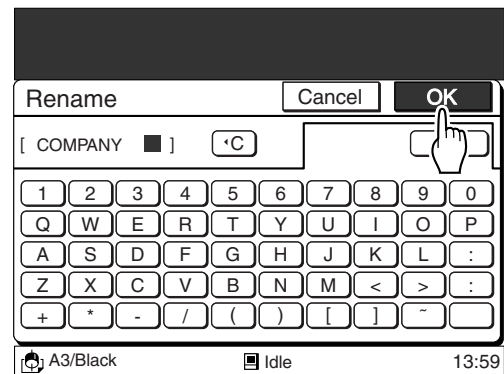 Rename Cancel OK
[ COMPANY ■ ] ◂C
1 2 3 4 5 6 7 8 9 0
Q W E R T Y U I O P
A S D F G H J K L :
Z X C V B N M < > :
+ * - / ( ) [ ] ~
A3/Black Idle 13:59